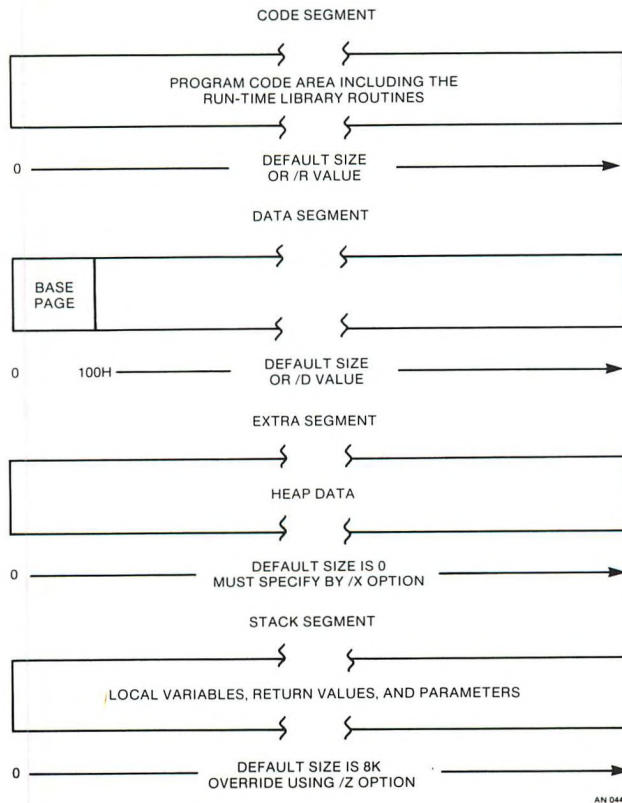 CODE SEGMENT
PROGRAM CODE AREA INCLUDING THE
RUN-TIME LIBRARY ROUTINES
0
DEFAULT SIZE
OR /R VALUE
DATA SEGMENT
BASE
PAGE
0
100H
DEFAULT SIZE
OR /D VALUE
EXTRA SEGMENT
HEAP DATA
0
DEFAULT SIZE IS 0
MUST SPECIFY BY /X OPTION
STACK SEGMENT
LOCAL VARIABLES, RETURN VALUES, AND PARAMETERS
0
DEFAULT SIZE IS 8K
OVERRIDE USING /Z OPTION
AN 044